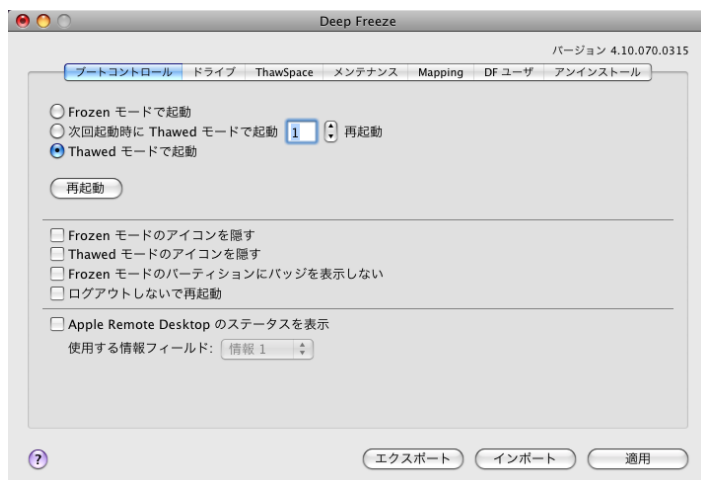 Deep Freeze
バージョン 4.10.070.0315
ブートコントロール ドライブ ThawSpace メンテナンス Mapping DF ユーザ アンインストール
Frozen モードで起動
次回起動時に Thawed モードで起動 1 再起動
Thawed モードで起動
再起動
Frozen モードのアイコンを隠す
Thawed モードのアイコンを隠す
Frozen モードのパーティションにバッジを表示しない
ログアウトしないで再起動
Apple Remote Desktop のステータスを表示
使用する情報フィールド: 情報 1
? エクスポート インポート 適用